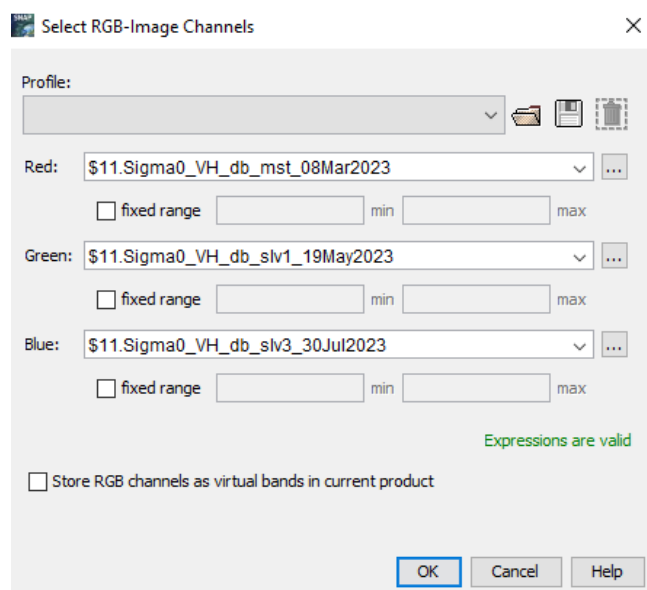 SNAP
Select RGB-Image Channels
Profile:
Red: $11.Sigma0_VH_db_mst_08Mar2023 ...
fixed range min max
Green: $11.Sigma0_VH_db_slv1_19May2023 ...
fixed range min max
Blue: $11.Sigma0_VH_db_slv3_30Jul2023 ...
fixed range min max
Expressions are valid
Store RGB channels as virtual bands in current product
OK Cancel Help